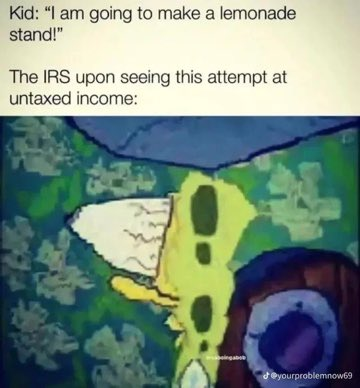 Kid: “I am going to make a lemonade
stand!”
The IRS upon seeing this attempt at
untaxed income:
@yourproblemnow69